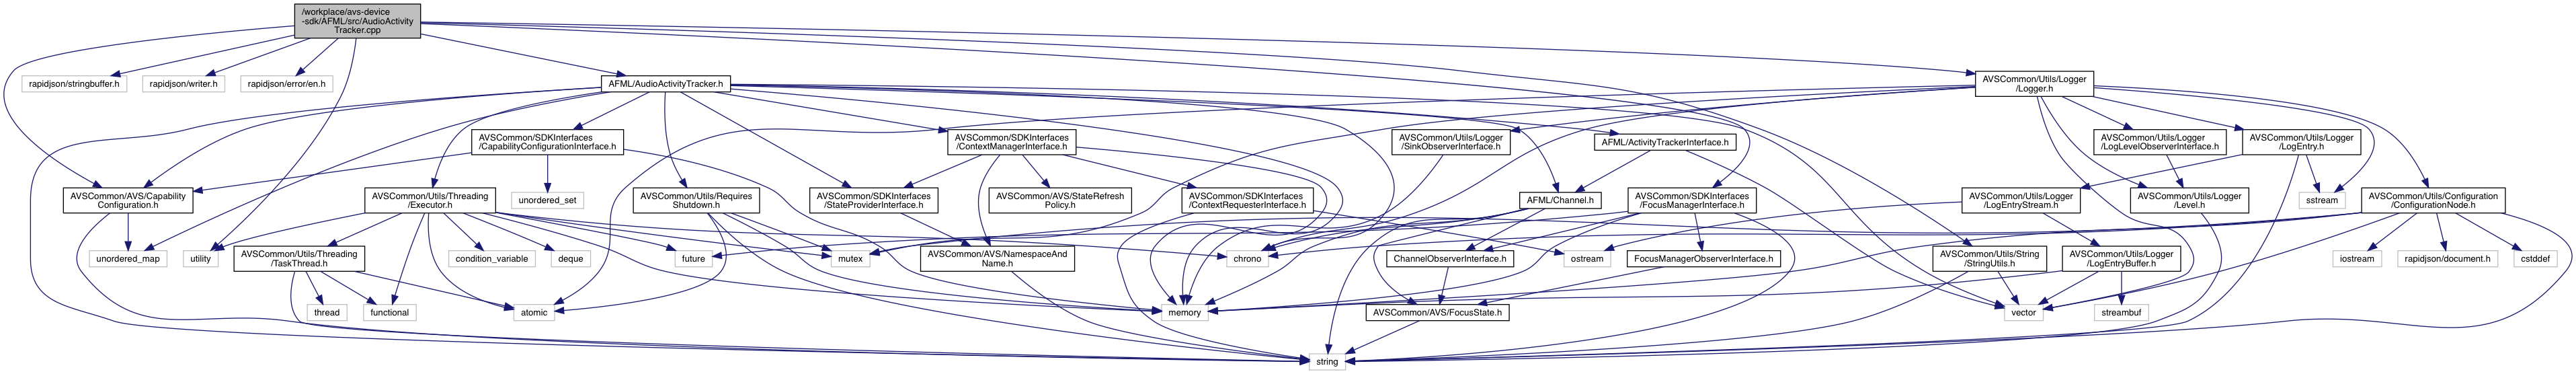 /workplace/avs-device
-sdk/AFML/src/AudioActivity
Tracker.cpp
rapidjson/stringbuffer.h
rapidjson/writer.h
rapidjson/error/en.h
AFML/AudioActivityTracker.h
AVSCommon/Utils/Logger
/Logger.h
AVSCommon/SDKInterfaces
/CapabilityConfigurationInterface.h
AVSCommon/SDKInterfaces
/ContextManagerInterface.h
AVSCommon/Utils/Logger
/SinkObserverInterface.h
AFML/ActivityTrackerInterface.h
AVSCommon/Utils/Logger
/LogLevelObserverInterface.h
AVSCommon/Utils/Logger
/LogEntry.h
AVSCommon/AVS/Capability
Configuration.h
AVSCommon/Utils/Threading
/Executor.h
unordered_set
AVSCommon/Utils/Requires
Shutdown.h
AVSCommon/SDKInterfaces
/StateProviderInterface.h
AVSCommon/AVS/StateRefresh
Policy.h
AVSCommon/SDKInterfaces
/ContextRequesterInterface.h
AFML/Channel.h
AVSCommon/SDKInterfaces
/FocusManagerInterface.h
AVSCommon/Utils/Logger
/LogEntryStream.h
AVSCommon/Utils/Logger
/Level.h
sstream
AVSCommon/Utils/Configuration
/ConfigurationNode.h
unordered_map
utility
AVSCommon/Utils/Threading
/TaskThread.h
condition_variable
deque
future
mutex
AVSCommon/AVS/NamespaceAnd
Name.h
chrono
ChannelObserverInterface.h
ostream
FocusManagerObserverInterface.h
AVSCommon/Utils/String
/StringUtils.h
AVSCommon/Utils/Logger
/LogEntryBuffer.h
iostream
rapidjson/document.h
cstddef
thread
functional
atomic
memory
AVSCommon/AVS/FocusState.h
vector
streambuf
string